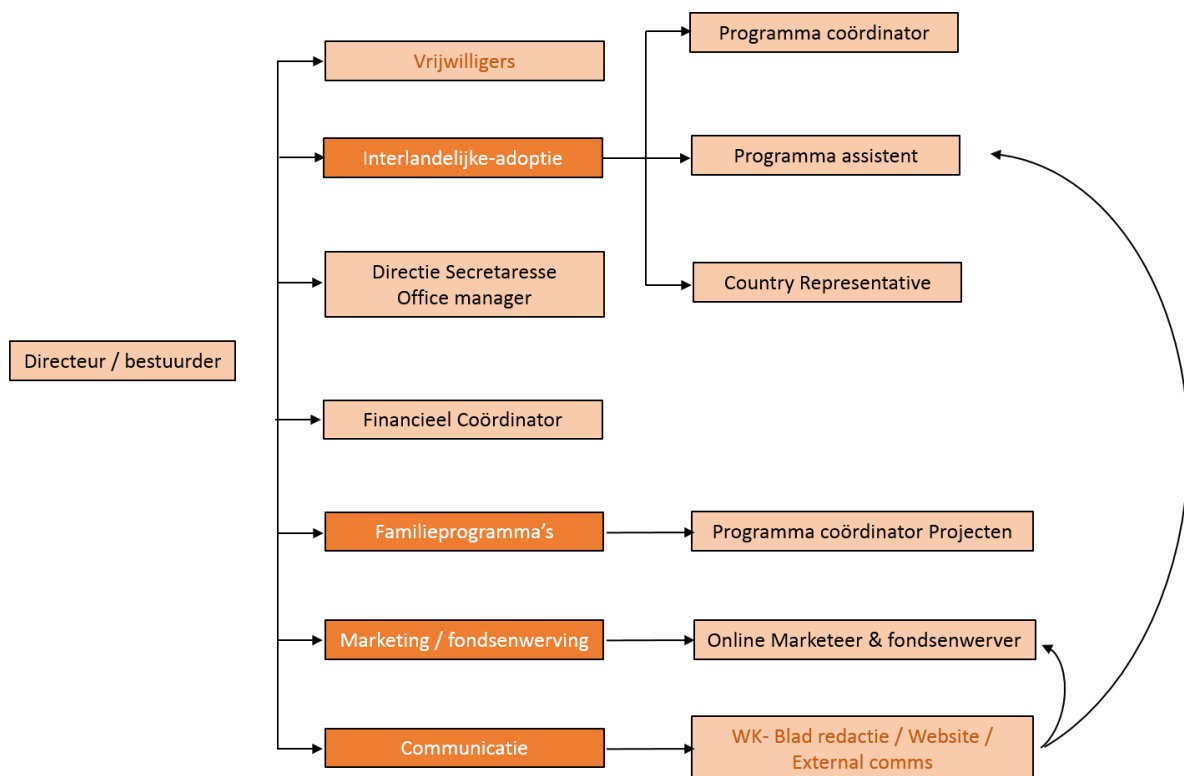 Programma coördinator
Vrijwilligers
Interlandelijke-adoptie
Programma assistent
Directie Secretaresse
Office manager
Country Representative
Directeur / bestuurder
Financieel Coördinator
Familieprogramma’s
Programma coördinator Projecten
Marketing / fondsenwerving
Online Marketeer & fondsenwerver
Communicatie
WK- Blad redactie / Website /
External comms